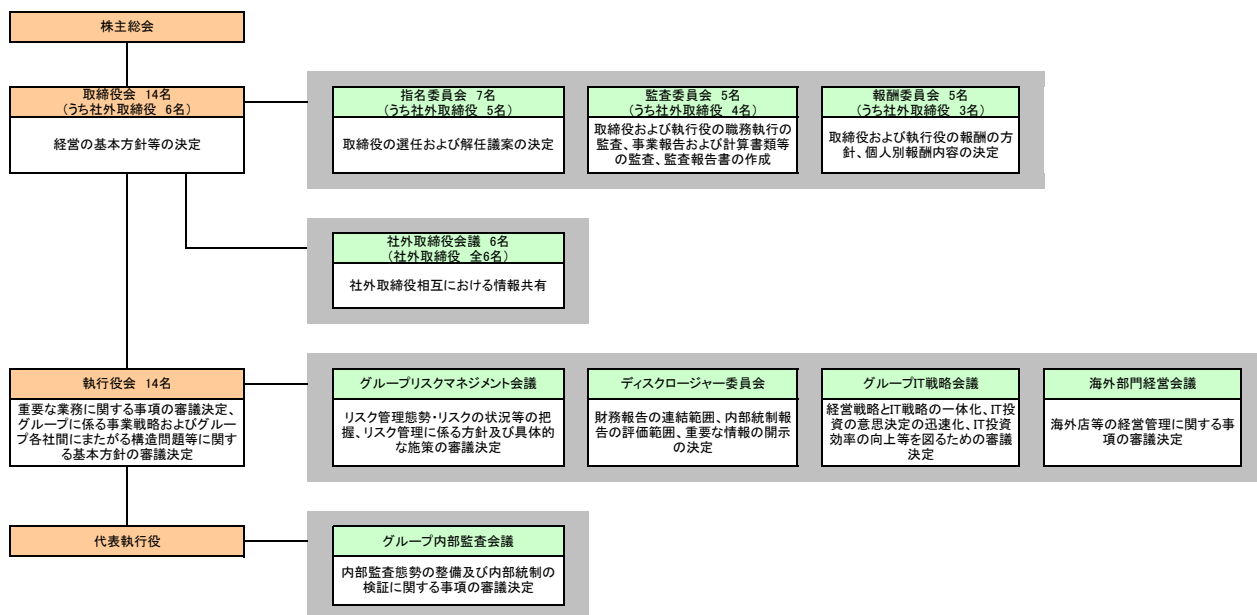 株主総会
取締役会 14名
(うち社外取締役 6名)
経営の基本方針等の決定
指名委員会 7名
(うち社外取締役 5名)
取締役の選任および解任議案の決定
監査委員会 5名
(うち社外取締役 4名)
取締役および執行役の職務執行の
監査、事業報告および計算書類等
の監査、監査報告書の作成
報酬委員会 5名
(うち社外取締役 3名)
取締役および執行役の報酬の方
針、個人別報酬内容の決定
社外取締役会議 6名
(社外取締役 全6名)
社外取締役相互における情報共有
執行役会 14名
重要な業務に関する事項の審議決定、
グループに係る事業戦略およびグルー
プ各社間にまたがる構造問題等に関す
る基本方針の審議決定
グループリスクマネジメント会議
リスク管理態勢・リスクの状況等の把
握、リスク管理に係る方針及び具体的
な施策の審議決定
ディスクロージャー委員会
財務報告の連結範囲、内部統制報
告の評価範囲、重要な情報の開示
の決定
グループIT戦略会議
経営戦略とIT戦略の一体化、IT投
資の意思決定の迅速化、IT投資
効率の向上等を図るための審議
決定
海外部門経営会議
海外店等の経営管理に関する事
項の審議決定
代表執行役
グループ内部監査会議
内部監査態勢の整備及び内部統制の
検証に関する事項の審議決定